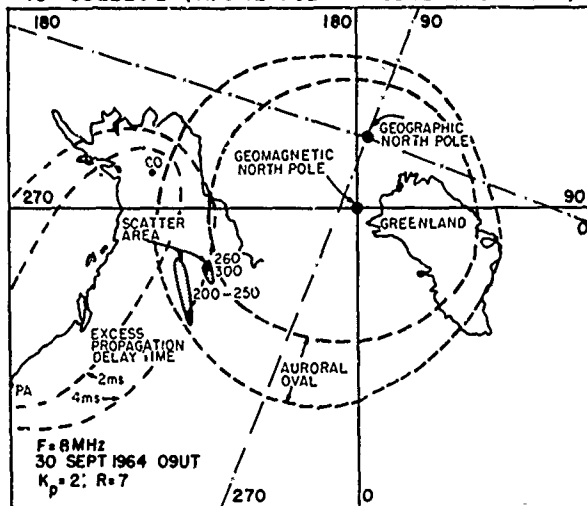 180
180
90
GEOGRAPHIC
NORTH POLE
GEOMAGNETIC
NORTH POLE
CO
270
90
0
SCATTER
AREA
GREENLAND
260
300
200-250
EXCESS
PROPAGATION
DELAY TIME
AURORAL
OVAL
PA
2ms
4ms
F=8MHz
30 SEPT 1964 09UT
Kp=2; R=7
270
0